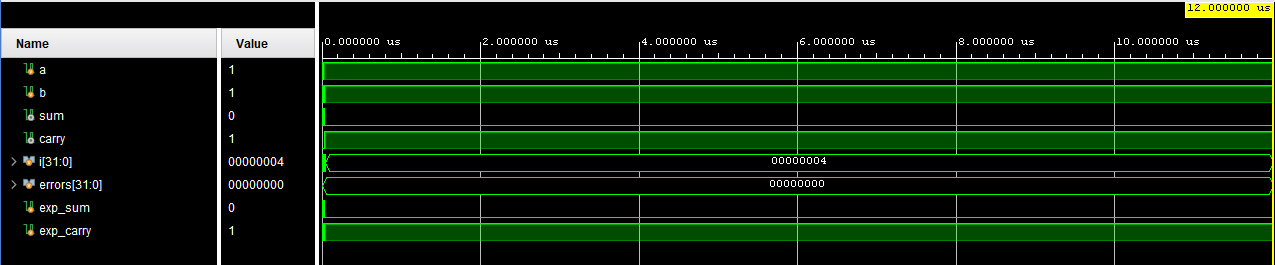 12.000000 us
Name Value 0.000000 us 2.000000 us 4.000000 us 6.000000 us 8.000000 us 10.000000 us
a 1
b 1
sum 0
carry 1
i[31:0] 00000004 00000004
errors[31:0] 00000000 00000000
exp_sum 0
exp_carry 1